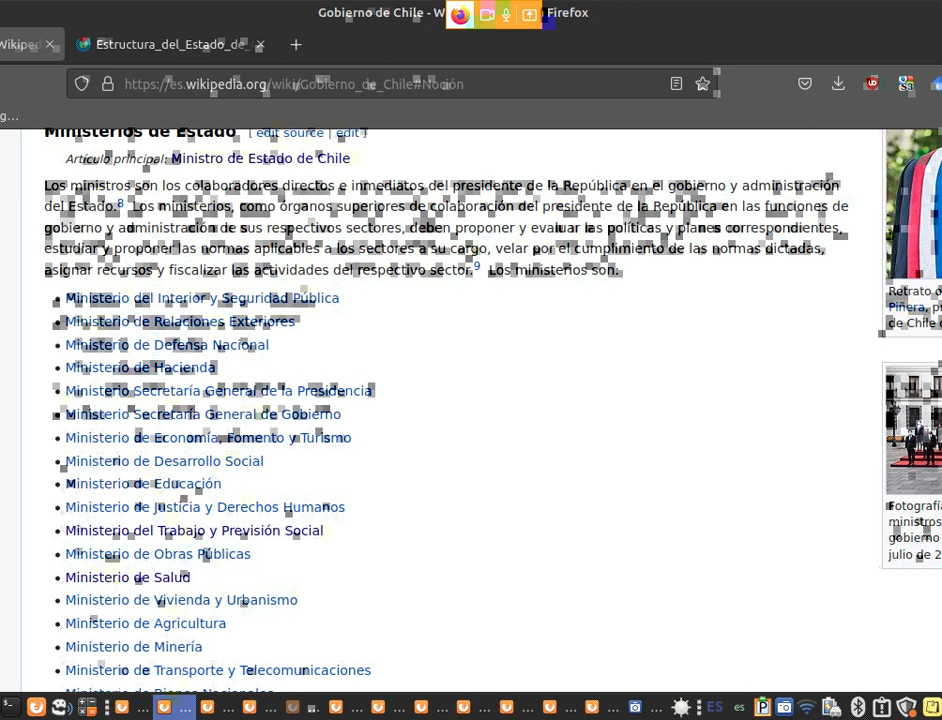 Gobierno de Chile - W Firefox
Wikiped
Estructura_del_Estado_de_
https://es.wikipedia.org/wiki/Gobierno_de_Chile#Noción
g...
Ministerios de Estado [ edit source | edit ]
Artículo principal: Ministro de Estado de Chile
Los ministros son los colaboradores directos e inmediatos del presidente de la República en el gobierno y administración
del Estado.8 Los ministerios, como órganos superiores de colaboración del presidente de la República en las funciones de
gobierno y administración de sus respectivos sectores, deben proponer y evaluar las políticas y planes correspondientes,
estudiar y proponer las normas aplicables a los sectores a su cargo, velar por el cumplimiento de las normas dictadas,
asignar recursos y fiscalizar las actividades del respectivo sector.9 Los ministerios son:
Ministerio del Interior y Seguridad Pública
Ministerio de Relaciones Exteriores
Ministerio de Defensa Nacional
Ministerio de Hacienda
Ministerio Secretaría General de la Presidencia
Ministerio Secretaría General de Gobierno
Ministerio de Economía, Fomento y Turismo
Ministerio de Desarrollo Social
Ministerio de Educación
Ministerio de Justicia y Derechos Humanos
Ministerio del Trabajo y Previsión Social
Ministerio de Obras Públicas
Ministerio de Salud
Ministerio de Vivienda y Urbanismo
Ministerio de Agricultura
Ministerio de Minería
Ministerio de Transporte y Telecomunicaciones
Retrato o
Piñera, p
de Chile
Fotografía
ministros
gobierno
julio de 2
ES es